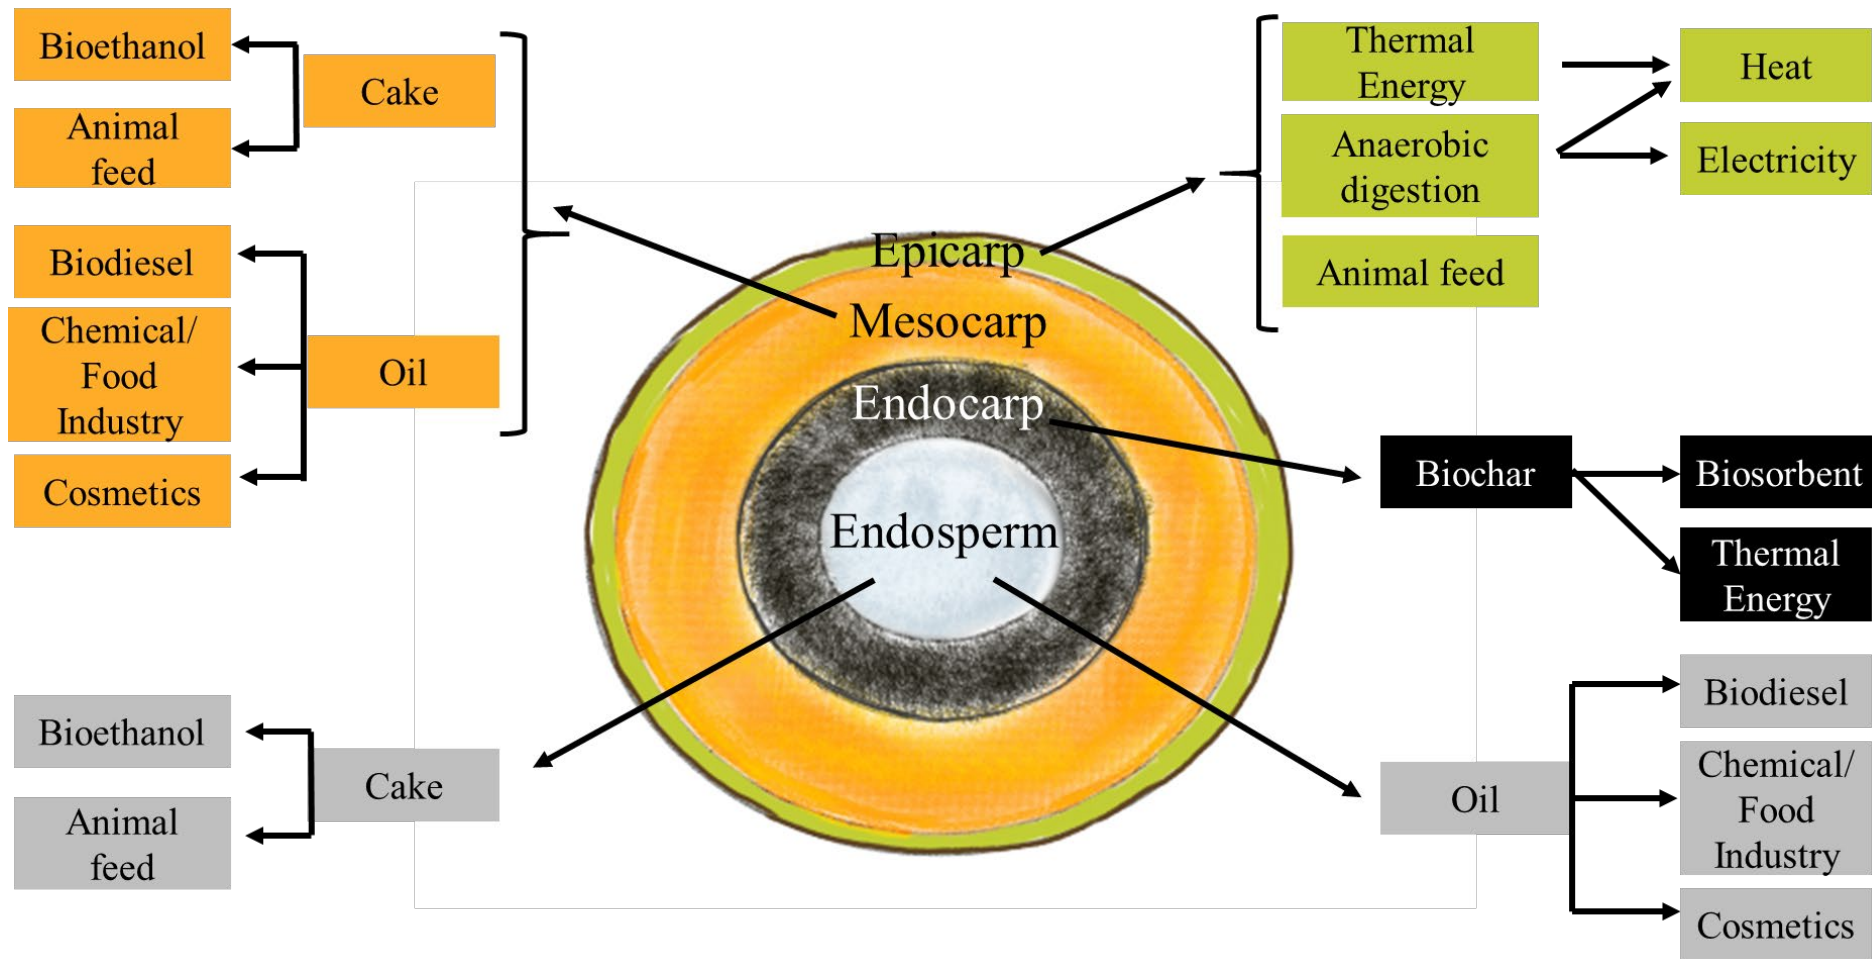 Bioethanol
Cake
Animal
feed
Biodiesel
Chemical/
Food
Industry
Oil
Cosmetics
Thermal
Energy
Heat
Anaerobic
digestion
Electricity
Animal feed
Epicarp
Mesocarp
Endocarp
Endosperm
Biochar
Biosorbent
Thermal
Energy
Bioethanol
Cake
Animal
feed
Oil
Biodiesel
Chemical/
Food
Industry
Cosmetics